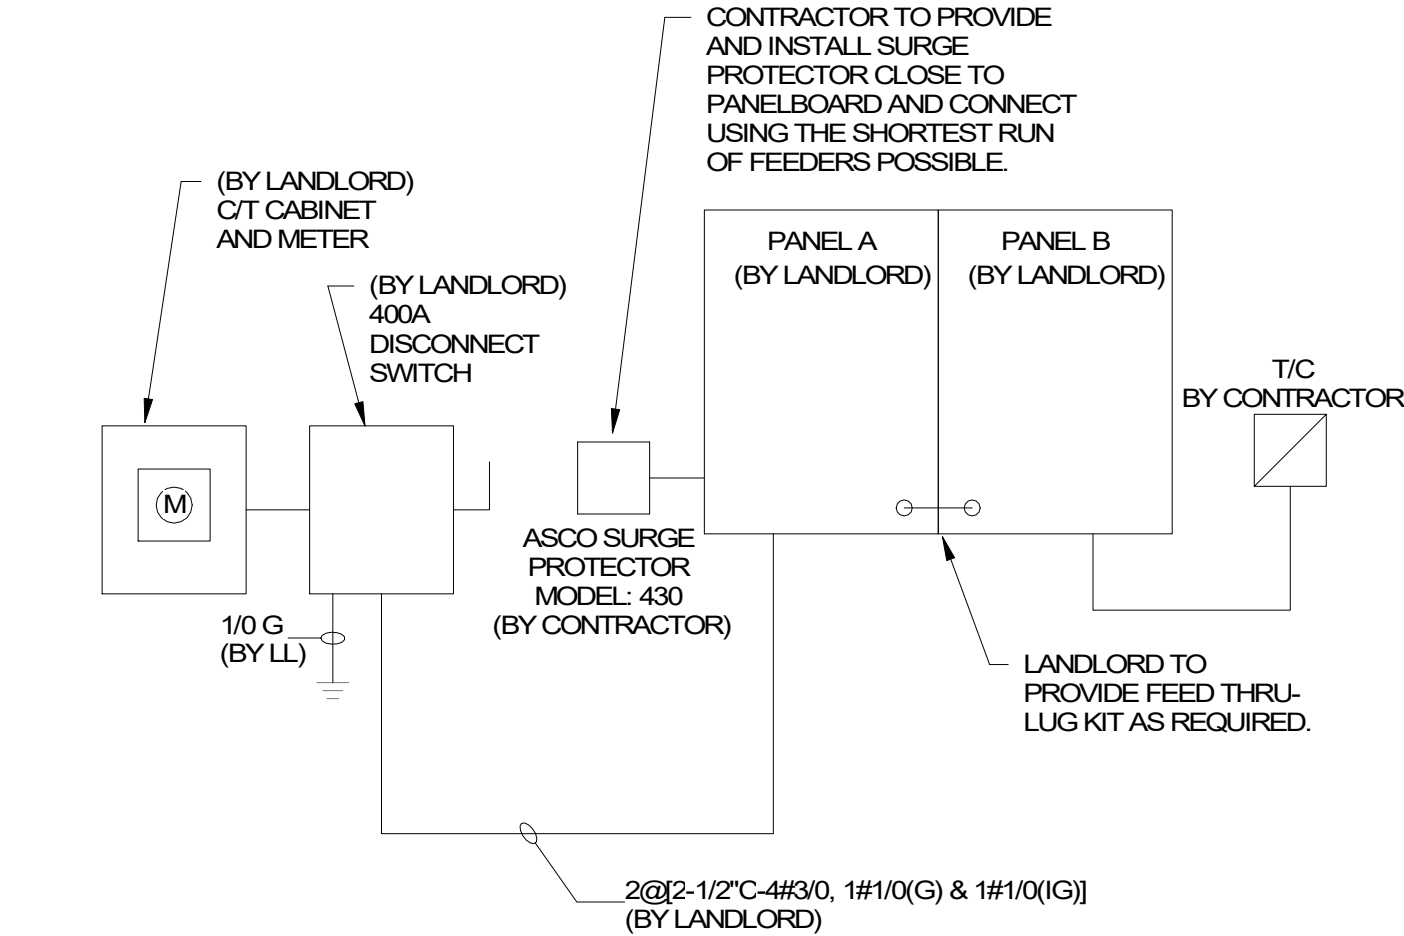 CONTRACTOR TO PROVIDE
AND INSTALL SURGE
PROTECTOR CLOSE TO
PANELBOARD AND CONNECT
USING THE SHORTEST RUN
OF FEEDERS POSSIBLE.
(BY LANDLORD)
C/T CABINET
AND METER
(BY LANDLORD)
400A
DISCONNECT
SWITCH
PANEL A
(BY LANDLORD)
PANEL B
(BY LANDLORD)
T/C
BY CONTRACTOR
M
ASCO SURGE
PROTECTOR
MODEL: 430
(BY CONTRACTOR)
1/0 G
(BY LL)
LANDLORD TO
PROVIDE FEED THRU-
LUG KIT AS REQUIRED.
2@[2-1/2"C-4#3/0, 1#1/0(G) & 1#1/0(IG)]
(BY LANDLORD)